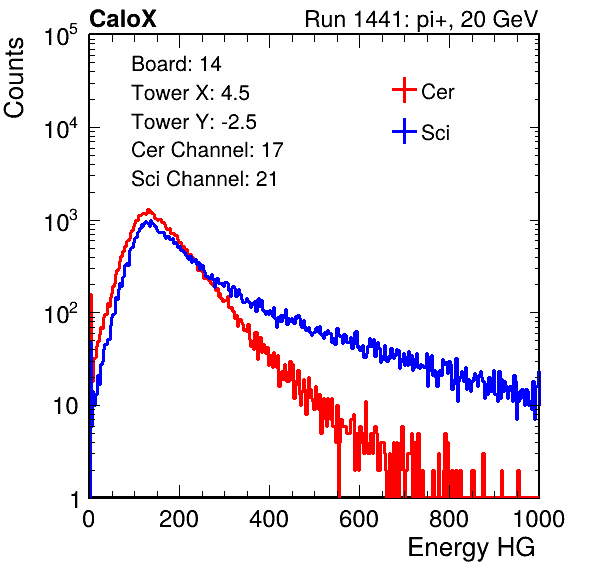 CaloX Run 1441: pi+, 20 GeV
Counts
Board: 14
Tower X: 4.5
Tower Y: -2.5
Cer Channel: 17
Sci Channel: 21
Cer
Sci
10^5
10^4
10^3
10^2
10
1
0 200 400 600 800 1000
Energy HG